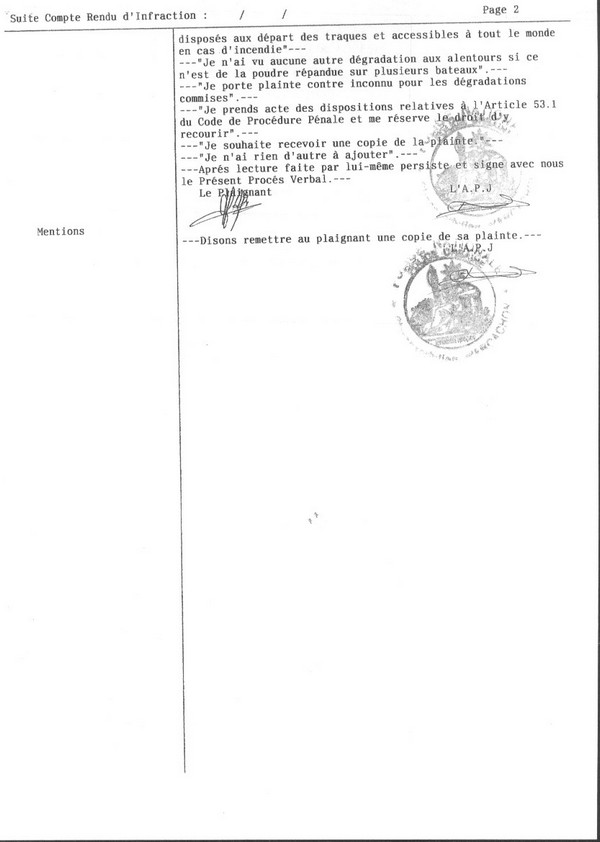 Suite Compte Rendu d'Infraction : / /
Page 2
disposés aux départ des traques et accessibles à tout le monde
en cas d'incendie"---
---"Je n'ai vu aucune autre dégradation aux alentours si ce
n'est de la poudre répandue sur plusieurs bateaux".---
---"Je porte plainte contre inconnu pour les dégradations
commises".---
---"Je prends acte des dispositions relatives à l'Article 53.1
du Code de Procédure Pénale et me réserve le droit d'y
recourir".---
---"Je souhaite recevoir une copie de la plainte."---
---"Je n'ai rien d'autre à ajouter".---
---Aprés lecture faite par lui-même persiste et signe avec nous
le Présent Procès Verbal.---
Le Plaignant
L'A.P.J
Mentions
---Disons remettre au plaignant une copie de sa plainte.---
L'A.P.J